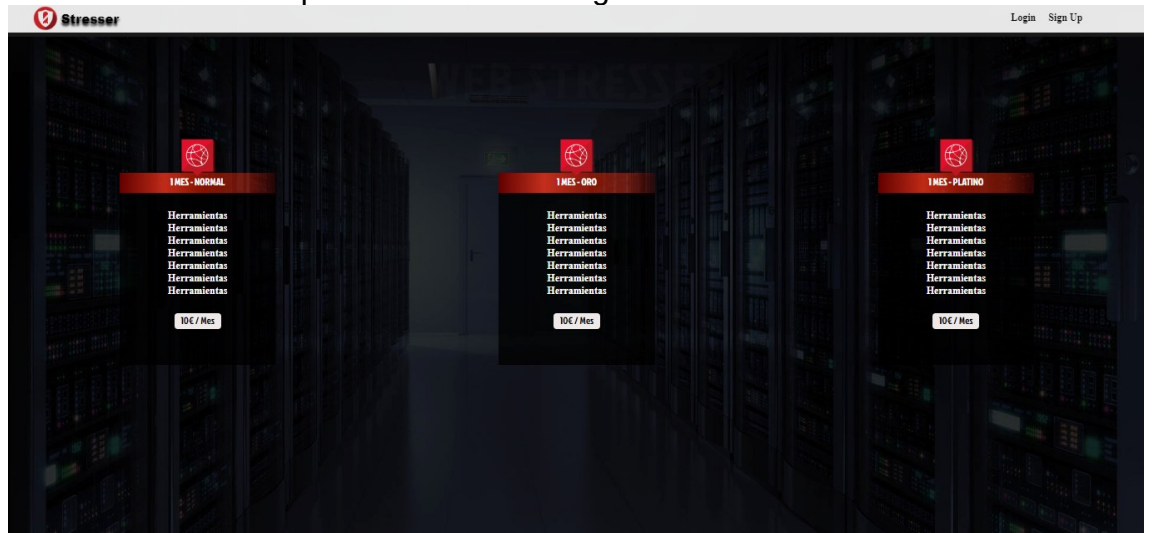 Stresser
Login Sign Up
WEB STRESSER
1 MES - NORMAL
Herramientas
Herramientas
Herramientas
Herramientas
Herramientas
Herramientas
Herramientas
10€ / Mes
1 MES - ORO
Herramientas
Herramientas
Herramientas
Herramientas
Herramientas
Herramientas
Herramientas
10€ / Mes
1 MES - PLATINO
Herramientas
Herramientas
Herramientas
Herramientas
Herramientas
Herramientas
Herramientas
10€ / Mes